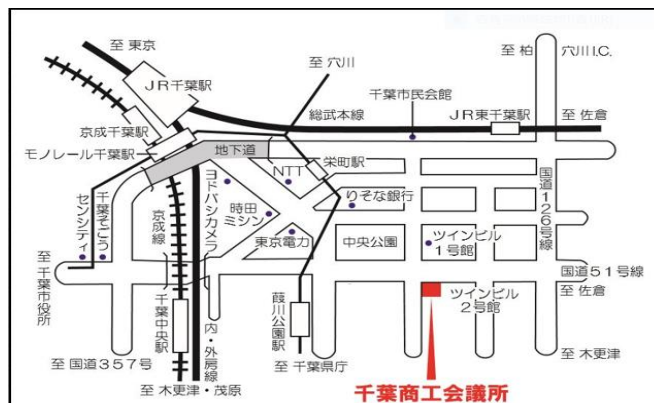 至 東京
JR千葉駅
至 穴川
至 柏
穴川I.C.
千葉市民会館
京成千葉駅
総武本線
JR東千葉駅
至 佐倉
モノレール千葉駅
地下道
栄町駅
NTT
国道126号線
ヨドバシカメラ
時田
ミシン
りそな銀行
千葉そごう
センシティ
京成線
東京電力
中央公園
ツインビル
1号館
至 千葉市役所
国道51号線
至 佐倉
ツインビル
2号館
千葉中央駅
内・外房線
葭川公園駅
至 国道357号
至 千葉県庁
至 木更津
至 木更津・茂原
千葉商工会議所